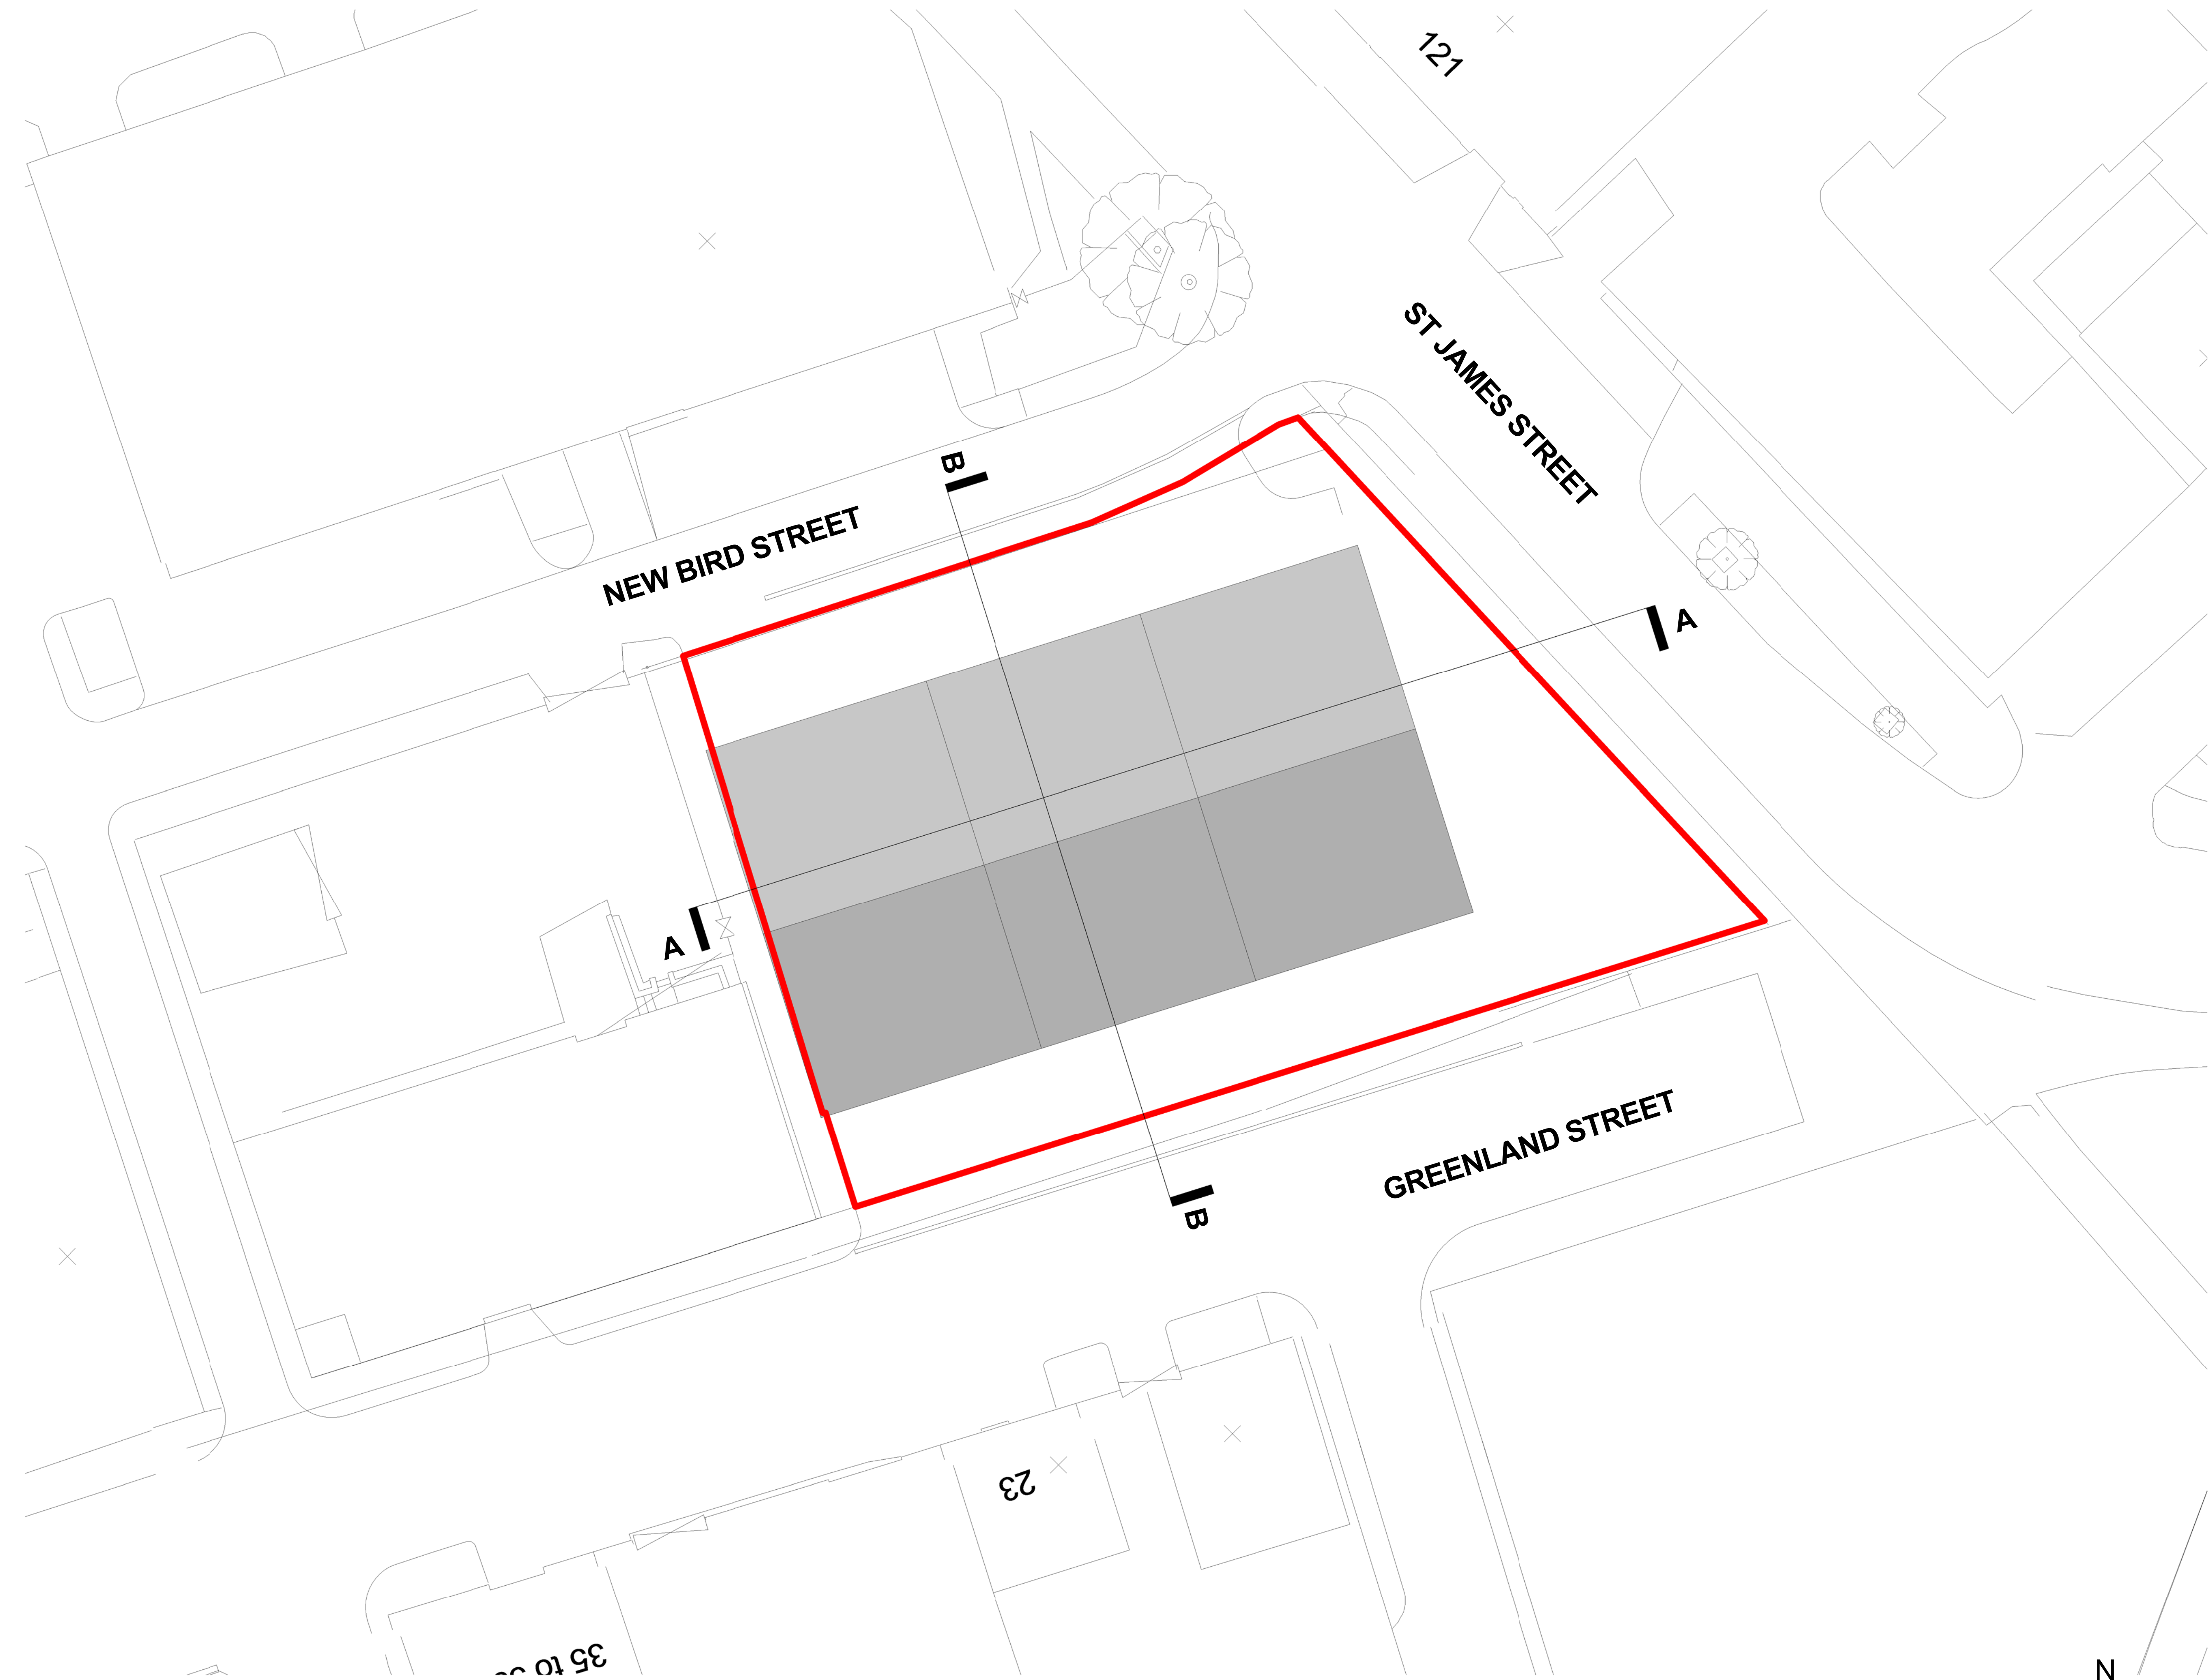 121
ST JAMES STREET
B
NEW BIRD STREET
A
A
GREENLAND STREET
B
23
35 to
N